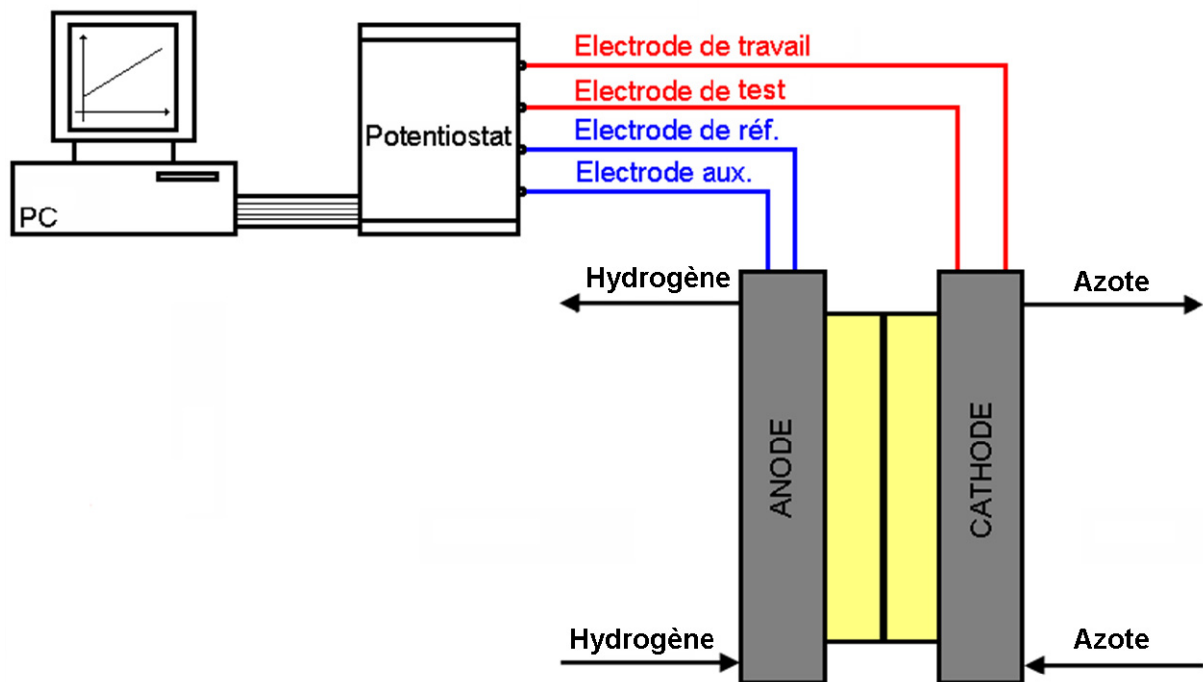 Electrode de travail
Electrode de test
Potentiostat
Electrode de réf.
Electrode aux.
PC
Hydrogène
Azote
ANODE
CATHODE
Hydrogène
Azote